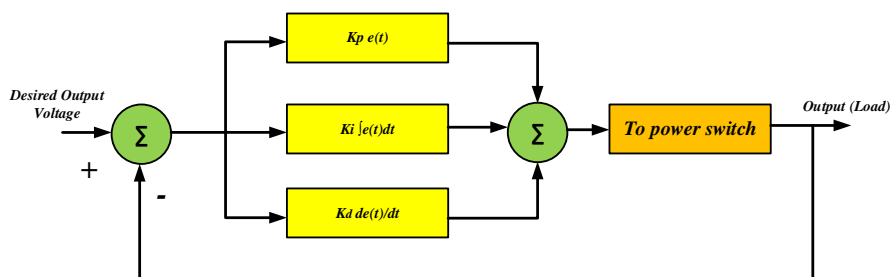 Kp e(t)
Desired Output
Voltage
Σ
Ki ∫e(t)dt
Σ
To power switch
Output (Load)
+
-
Kd de(t)/dt